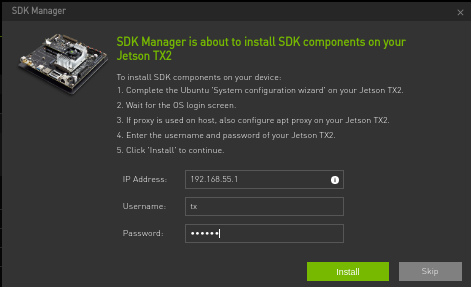 SDK Manager
SDK Manager is about to install SDK components on your
Jetson TX2
To install SDK components on your device:
1. Complete the Ubuntu 'System configuration wizard' on your Jetson TX2.
2. Wait for the OS login screen.
3. If proxy is used on host, also configure apt proxy on your Jetson TX2.
4. Enter the username and password of your Jetson TX2.
5. Click 'Install' to continue.
IP Address: 192.168.55.1
Username: tx
Password: ••••••
Install Skip